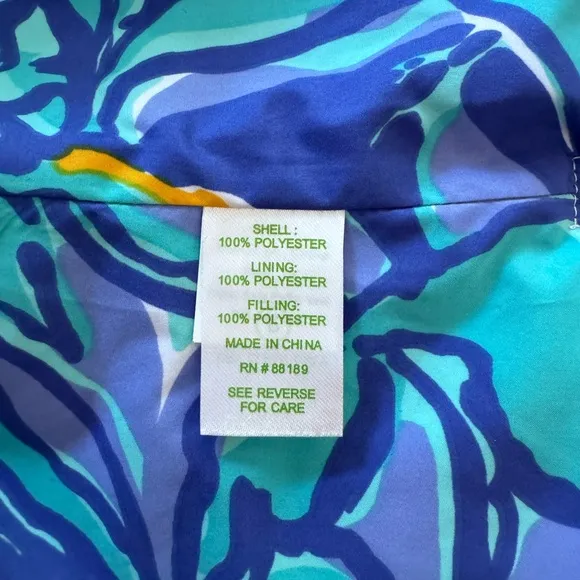 SHELL :
100% POLYESTER
LINING:
100% POLYESTER
FILLING:
100% POLYESTER
MADE IN CHINA
RN # 88189
SEE REVERSE
FOR CARE